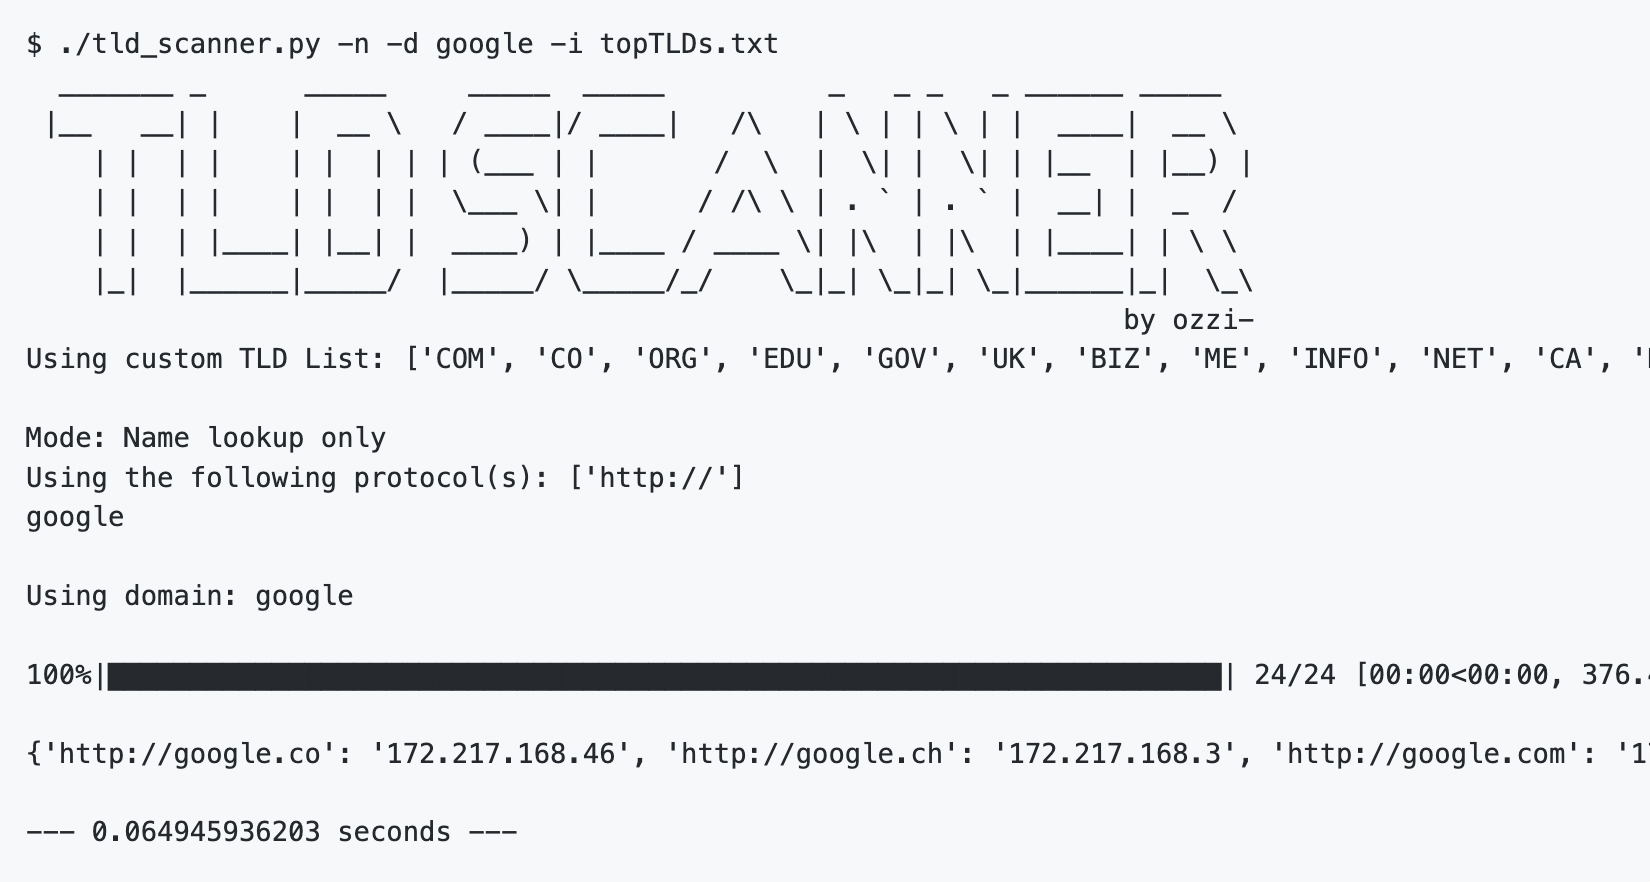 $ ./tld_scanner.py -n -d google -i topTLDs.txt
TLDSCANNER
by ozzi-
Using custom TLD List: ['COM', 'CO', 'ORG', 'EDU', 'GOV', 'UK', 'BIZ', 'ME', 'INFO', 'NET', 'CA', '
Mode: Name lookup only
Using the following protocol(s): ['http://']
google
Using domain: google
100%| | 24/24 [00:00<00:00, 376.
{'http://google.co': '172.217.168.46', 'http://google.ch': '172.217.168.3', 'http://google.com': '1
--- 0.064945936203 seconds ---